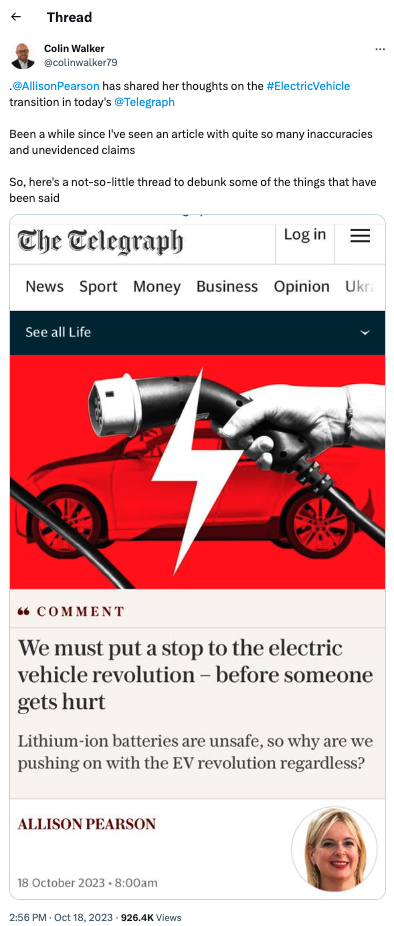 Thread
Colin Walker
@colinwalker79
.@AllisonPearson has shared her thoughts on the #ElectricVehicle
transition in today's @Telegraph
Been a while since I've seen an article with quite so many inaccuracies
and unevidenced claims
So, here's a not-so-little thread to debunk some of the things that have
been said
The Telegraph
Log in
News Sport Money Business Opinion Ukra
See all Life
COMMENT
We must put a stop to the electric
vehicle revolution – before someone
gets hurt
Lithium-ion batteries are unsafe, so why are we
pushing on with the EV revolution regardless?
ALLISON PEARSON
18 October 2023 • 8:00am
2:56 PM · Oct 18, 2023 · 926.4K Views